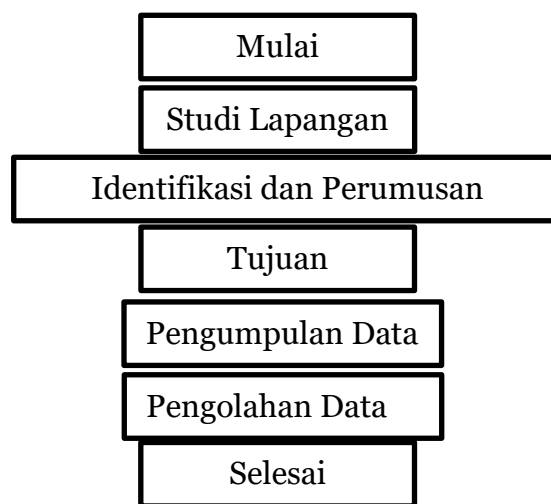 Mulai
Studi Lapangan
Identifikasi dan Perumusan
Tujuan
Pengumpulan Data
Pengolahan Data
Selesai